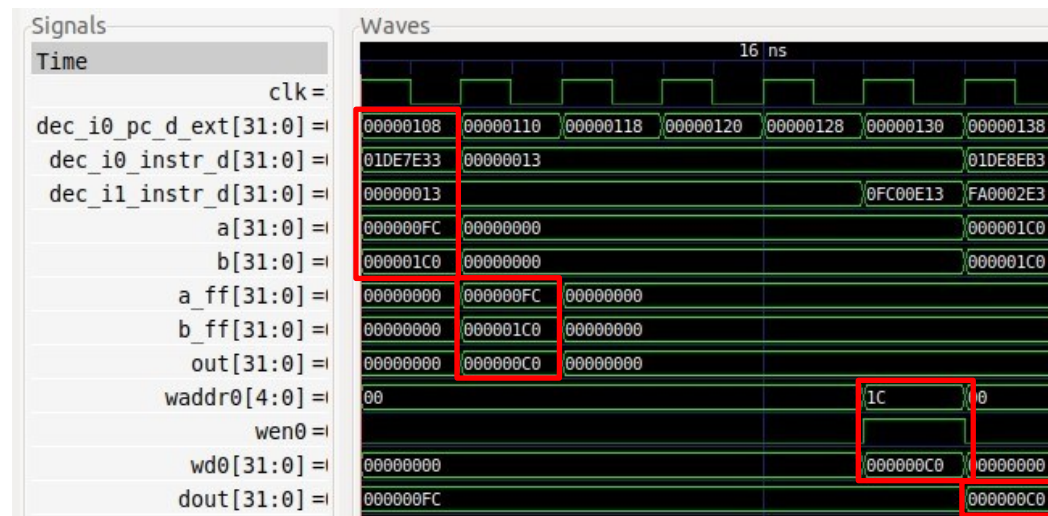 Signals
Waves
Time
16 ns
clk=
dec_i0_pc_d_ext[31:0] = 00000108 00000110 00000118 00000120 00000128 00000130 00000138
dec_i0_instr_d[31:0] = 01DE7E33 00000013 01DE8EB3
dec_i1_instr_d[31:0] = 00000013 0FC00E13 FA0002E3
a[31:0] = 000000FC 00000000 000001C0
b[31:0] = 000001C0 00000000 000001C0
a_ff[31:0] = 00000000 000000FC 00000000
b_ff[31:0] = 00000000 000001C0 00000000
out[31:0] = 00000000 000000C0 00000000
waddr0[4:0] = 00 1C 00
wen0 =
wd0[31:0] = 00000000 000000C0 00000000
dout[31:0] = 000000FC 000000C0